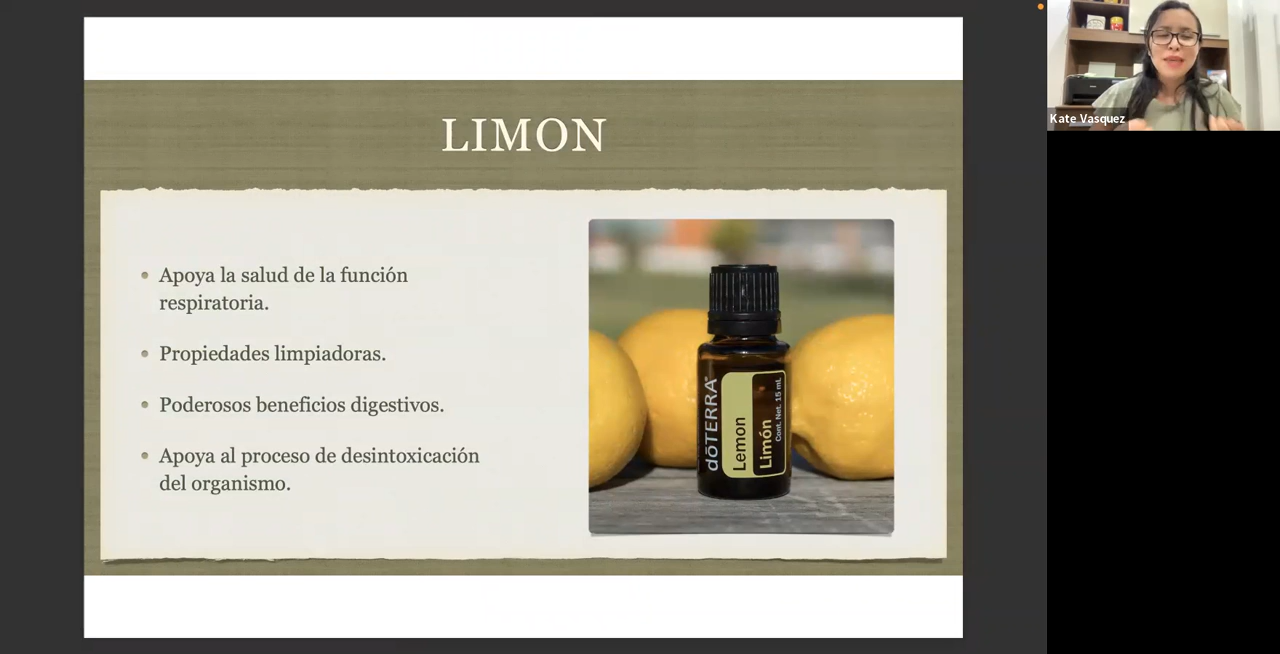 LIMON
Apoya la salud de la función
respiratoria.
Propiedades limpiadoras.
Poderosos beneficios digestivos.
Apoya al proceso de desintoxicación
del organismo.
dōTERRA
Lemon
Limón
Cont. Net. 15 mL
Kate Vasquez